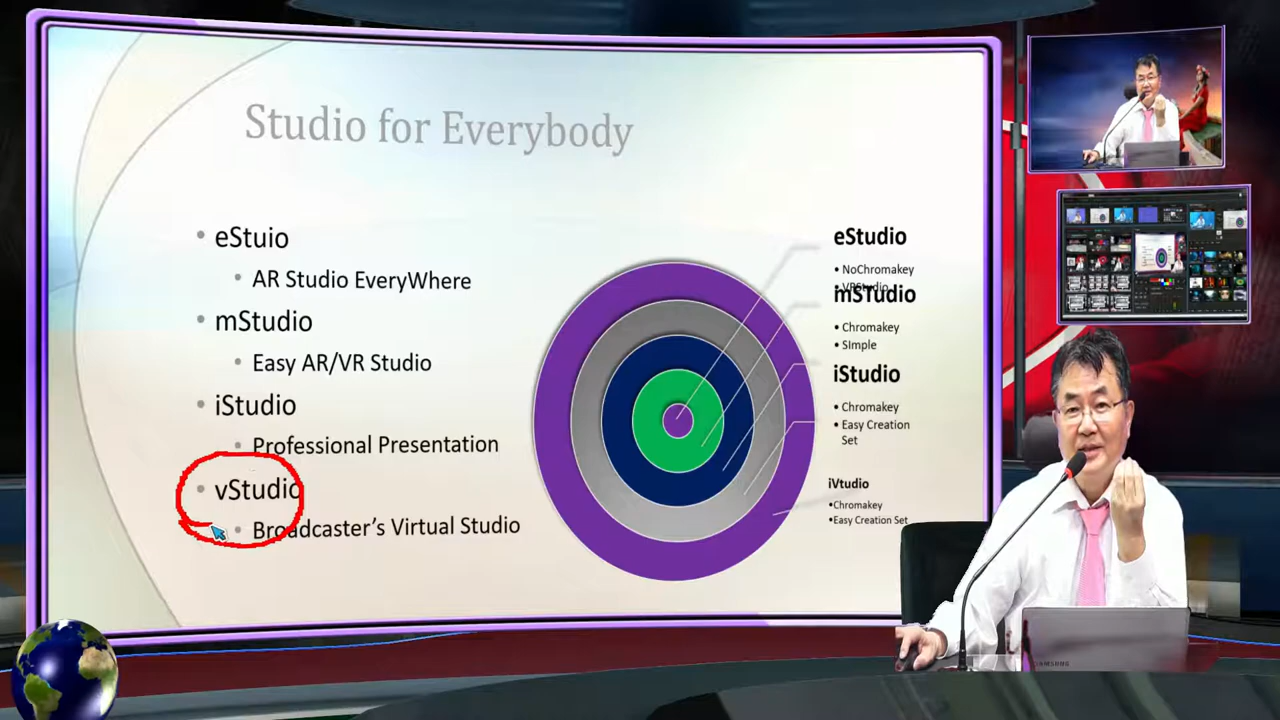 Studio for Everybody
• eStuio
• AR Studio EveryWhere
• mStudio
• Easy AR/VR Studio
• iStudio
• Professional Presentation
• vStudio
• Broadcaster's Virtual Studio
eStudio
• NoChromakey
• VRStudio
mSTudio
• Chromakey
• SImple
iStudio
• Chromakey
• Easy Creation
Set
iVtudio
•Chromakey
•Easy Creation Set
SAMSUNG